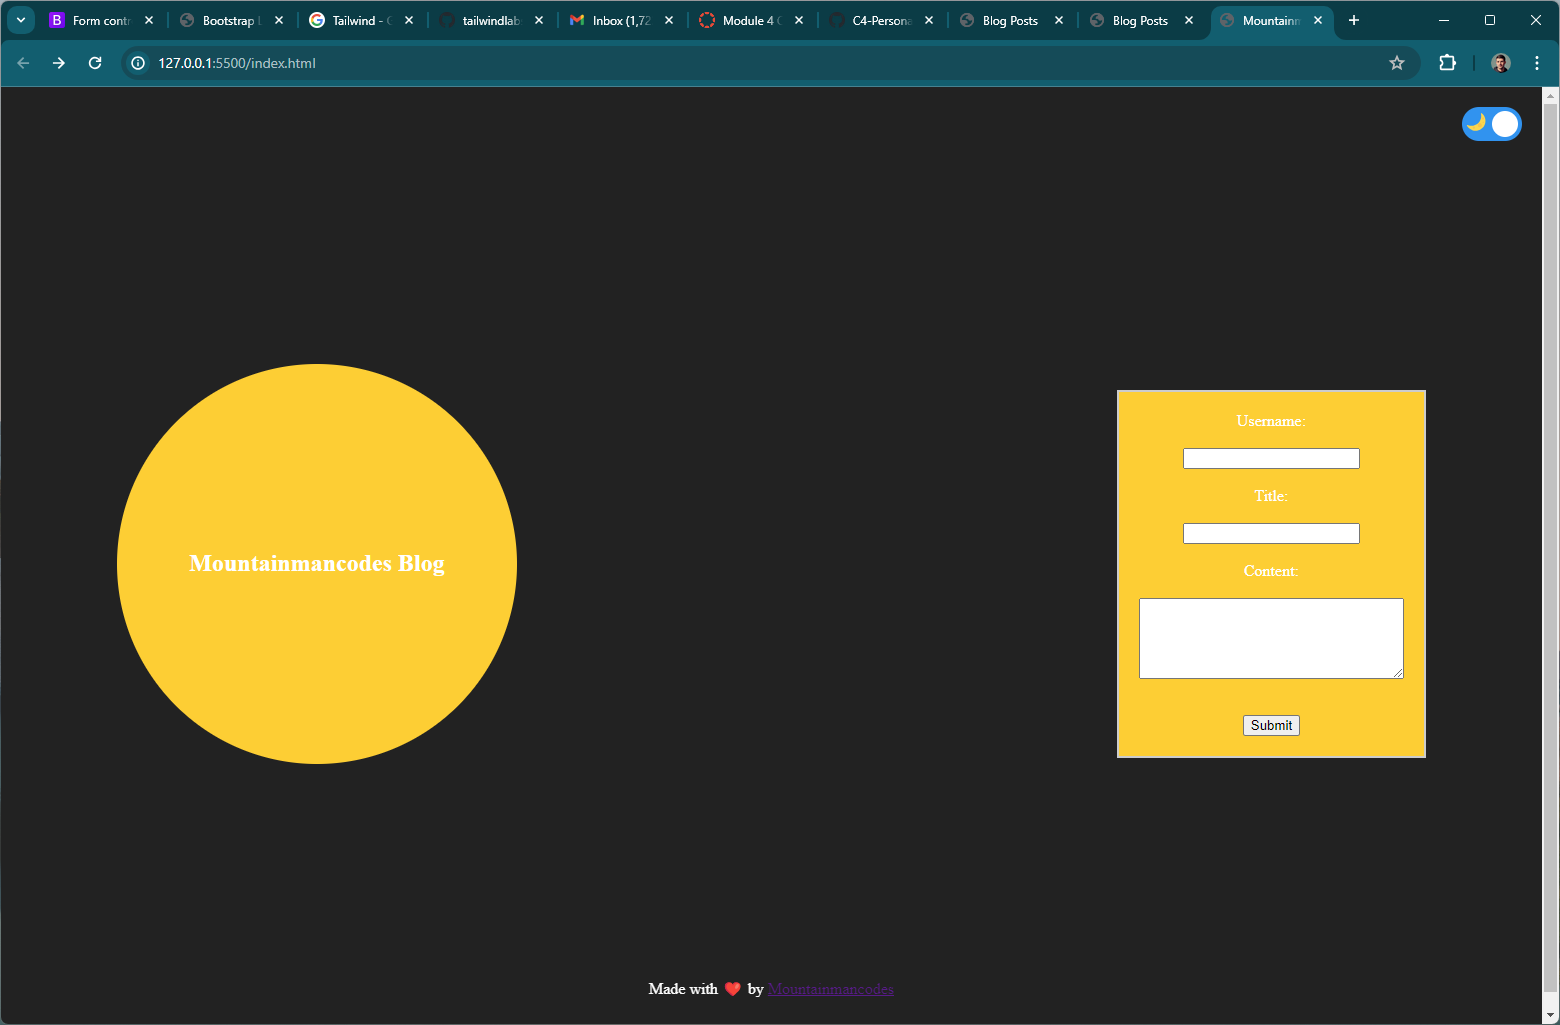 Form contr
Bootstrap L
Tailwind - G
tailwindlab
Inbox (1,72
Module 4 C
C4-Persona
Blog Posts
Blog Posts
Mountainm
127.0.0.1:5500/index.html
Mountainmancodes Blog
Username:
Title:
Content:
Submit
Made with ❤️ by Mountainmancodes